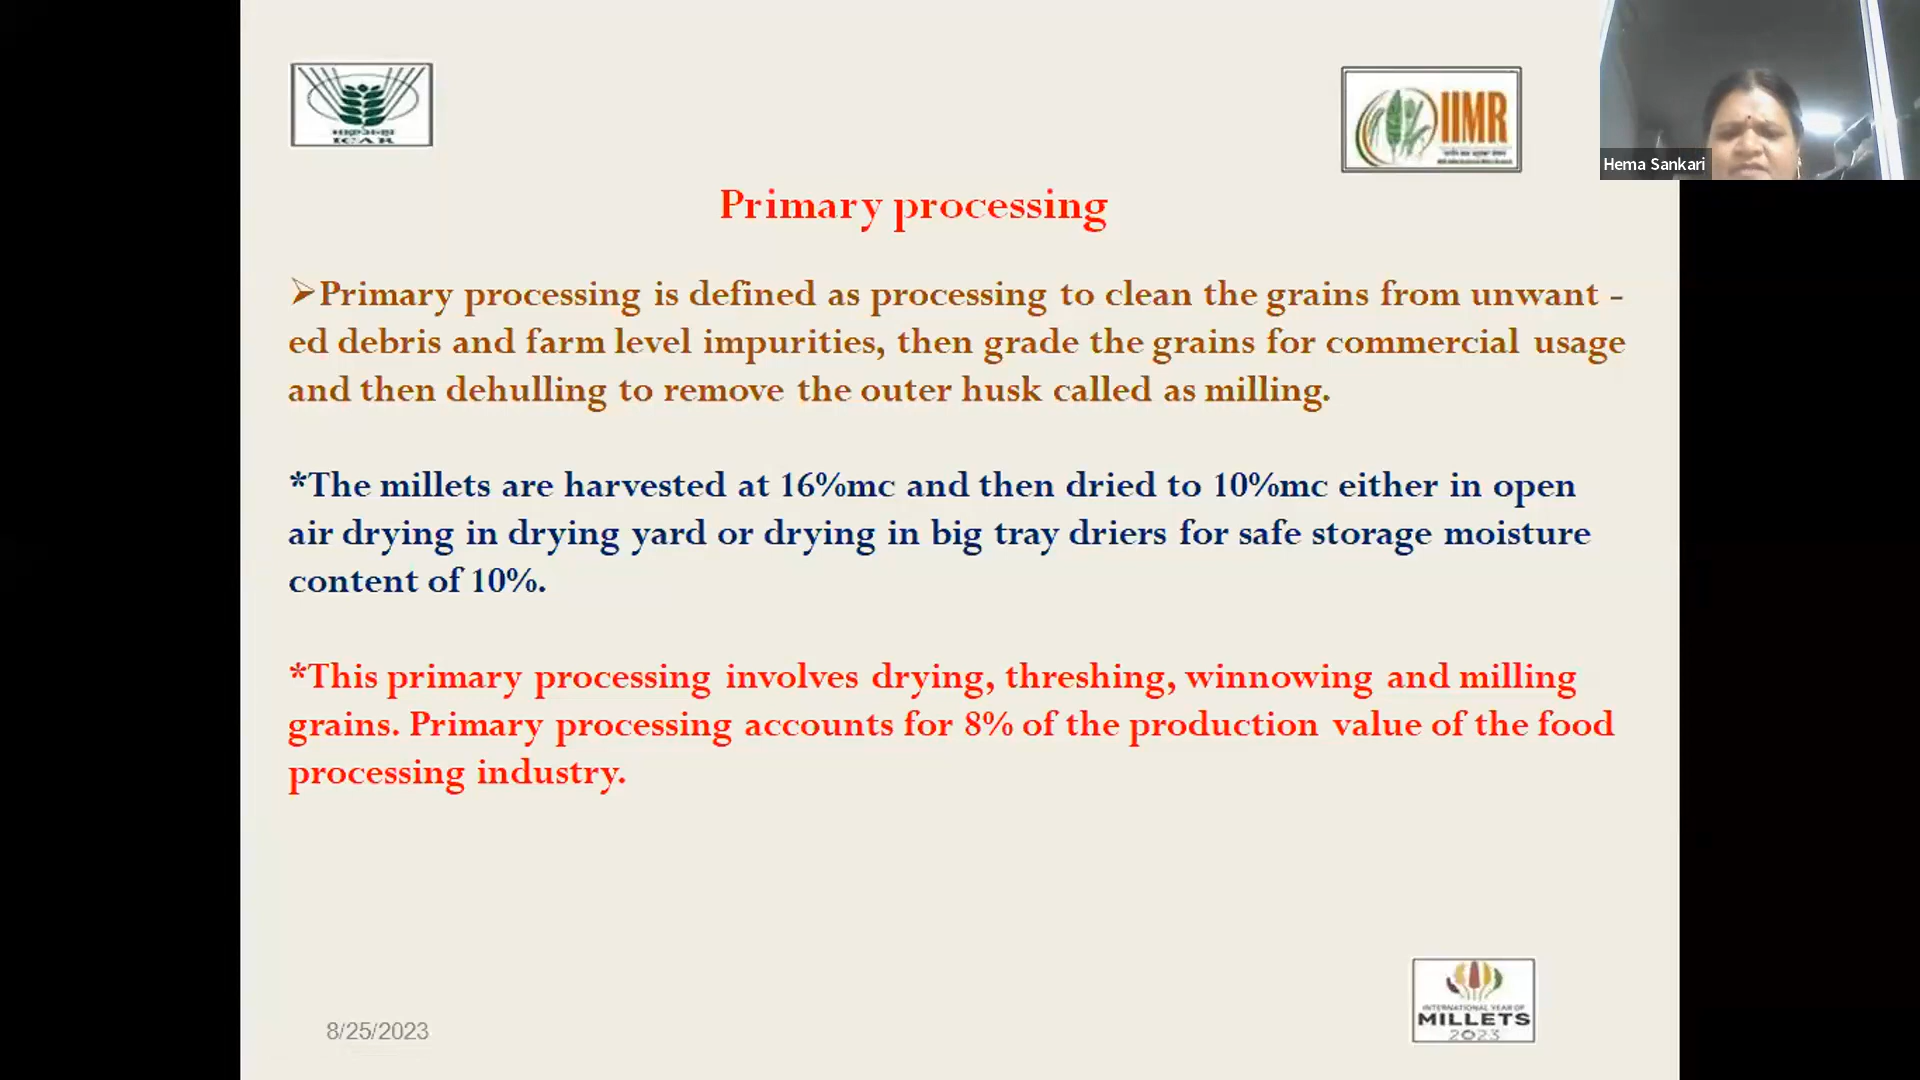 ICAR
IIMR
Hema Sankari
Primary processing
➢Primary processing is defined as processing to clean the grains from unwant -
ed debris and farm level impurities, then grade the grains for commercial usage
and then dehulling to remove the outer husk called as milling.
*The millets are harvested at 16%mc and then dried to 10%mc either in open
air drying in drying yard or drying in big tray driers for safe storage moisture
content of 10%.
*This primary processing involves drying, threshing, winnowing and milling
grains. Primary processing accounts for 8% of the production value of the food
processing industry.
INTERNATIONAL YEAR OF
MILLETS
2023
8/25/2023